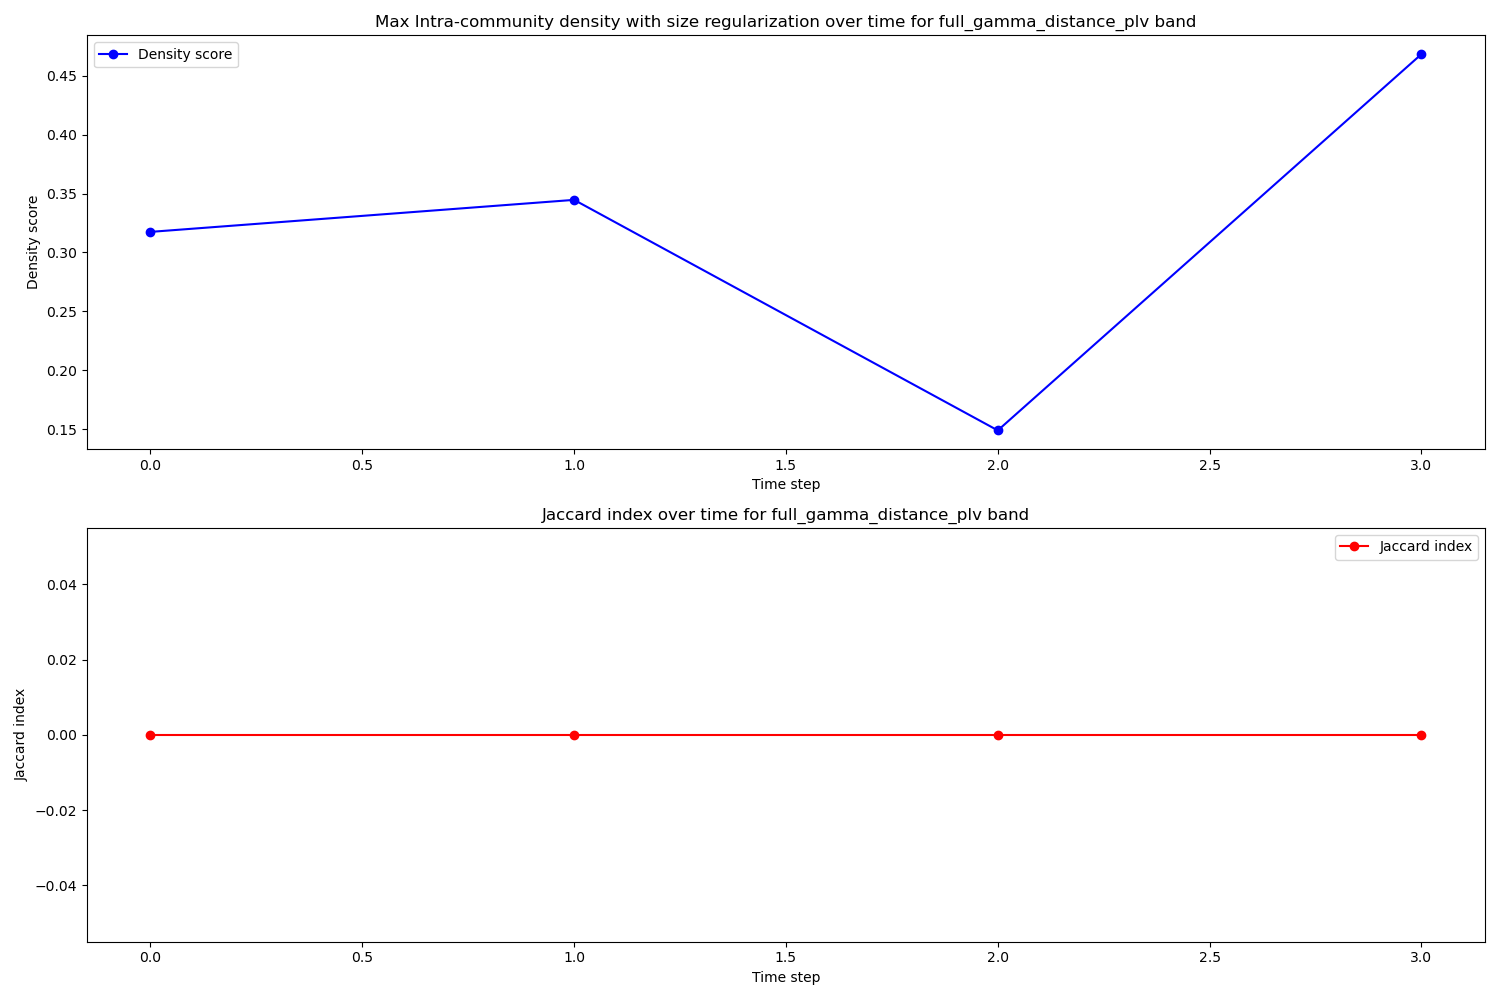 Max Intra-community density with size regularization over time for full_gamma_distance_plv band
Density score
0.45
0.40
0.35
0.30
0.25
0.20
0.15
Density score
0.0 0.5 1.0 1.5 2.0 2.5 3.0
Time step
Jaccard index over time for full_gamma_distance_plv band
Jaccard index
0.04
0.02
0.00
−0.02
−0.04
Jaccard index
0.0 0.5 1.0 1.5 2.0 2.5 3.0
Time step